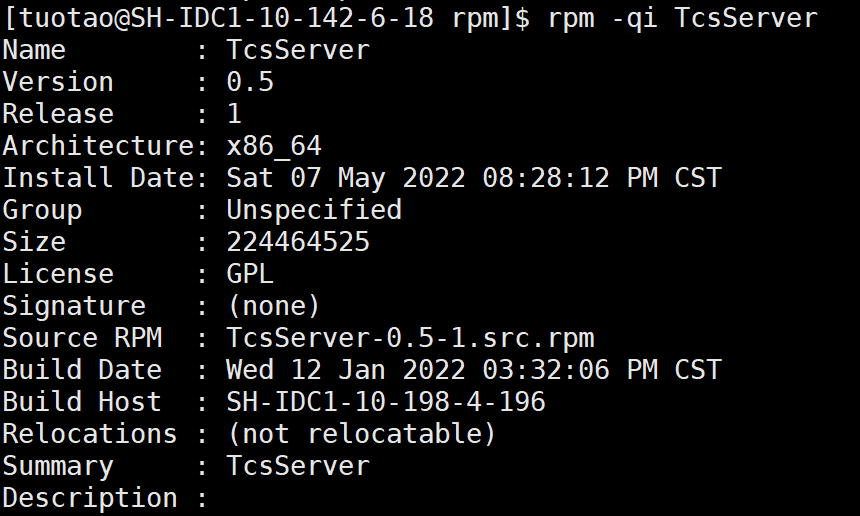 [tuotao@SH-IDC1-10-142-6-18 rpm]$ rpm -qi TcsServer
Name        : TcsServer
Version     : 0.5
Release     : 1
Architecture: x86_64
Install Date: Sat 07 May 2022 08:28:12 PM CST
Group       : Unspecified
Size        : 224464525
License     : GPL
Signature   : (none)
Source RPM  : TcsServer-0.5-1.src.rpm
Build Date  : Wed 12 Jan 2022 03:32:06 PM CST
Build Host  : SH-IDC1-10-198-4-196
Relocations : (not relocatable)
Summary     : TcsServer
Description :